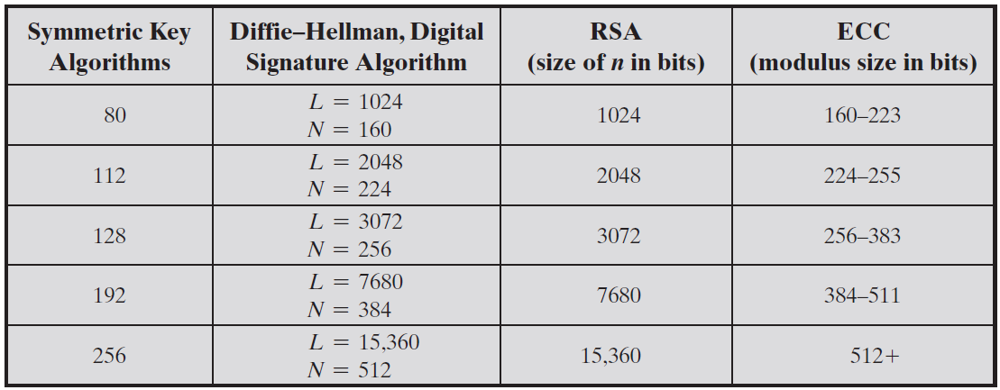 Symmetric Key Algorithms | Diffie–Hellman, Digital Signature Algorithm | RSA (size of n in bits) | ECC (modulus size in bits)
80 | L = 1024 N = 160 | 1024 | 160–223
112 | L = 2048 N = 224 | 2048 | 224–255
128 | L = 3072 N = 256 | 3072 | 256–383
192 | L = 7680 N = 384 | 7680 | 384–511
256 | L = 15,360 N = 512 | 15,360 | 512+